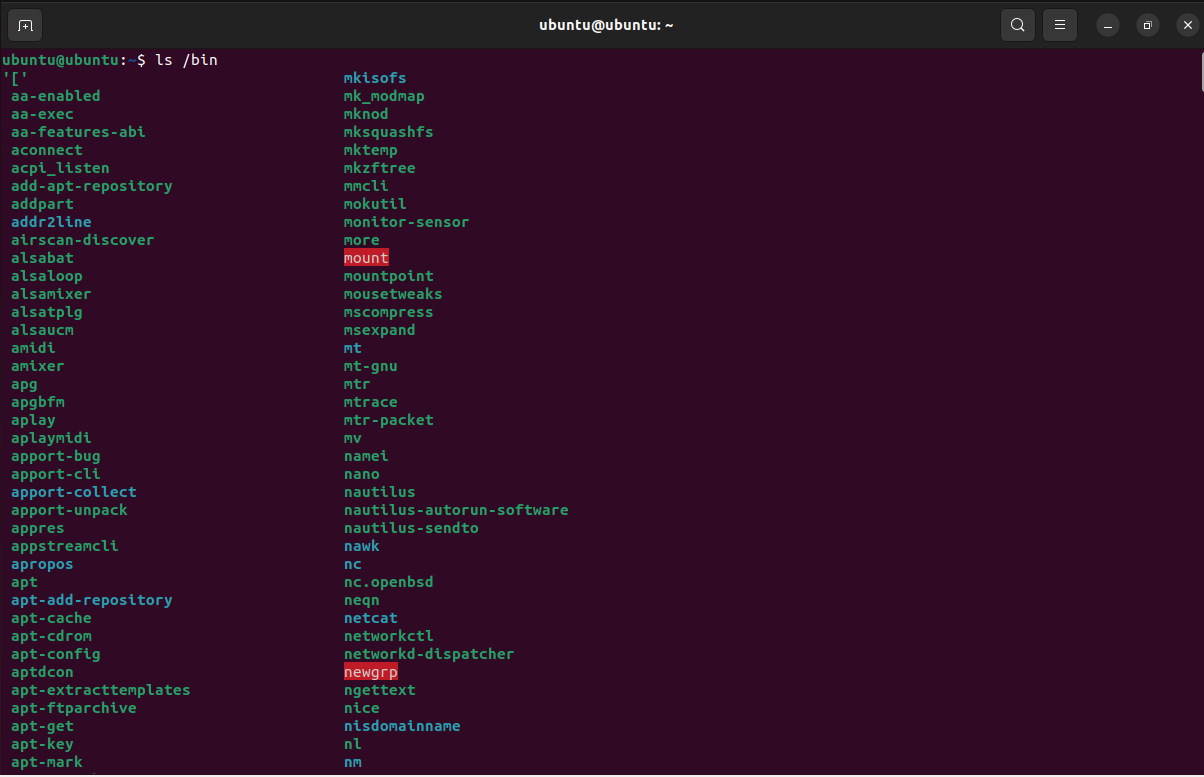 ubuntu@ubuntu: ~
ubuntu@ubuntu:~$ ls /bin
'[' mkisofs
aa-enabled mk_modmap
aa-exec mknod
aa-features-abi mksquashfs
aconnect mktemp
acpi_listen mkzftree
add-apt-repository mmcli
addpart mokutil
addr2line monitor-sensor
airscan-discover more
alsabat mount
alsaloop mountpoint
alsamixer mousetweaks
alsatplg mscompress
alsaucm msexpand
amidi mt
amixer mt-gnu
apg mtr
apgbfm mtrace
aplay mtr-packet
aplaymidi mv
apport-bug namei
apport-cli nano
apport-collect nautilus
apport-unpack nautilus-autorun-software
appres nautilus-sendto
appstreamcli nawk
apropos nc
apt nc.openbsd
apt-add-repository neqn
apt-cache netcat
apt-cdrom networkctl
apt-config networkd-dispatcher
aptdcon newgrp
apt-extracttemplates ngettext
apt-ftparchive nice
apt-get nisdomainname
apt-key nl
apt-mark nm